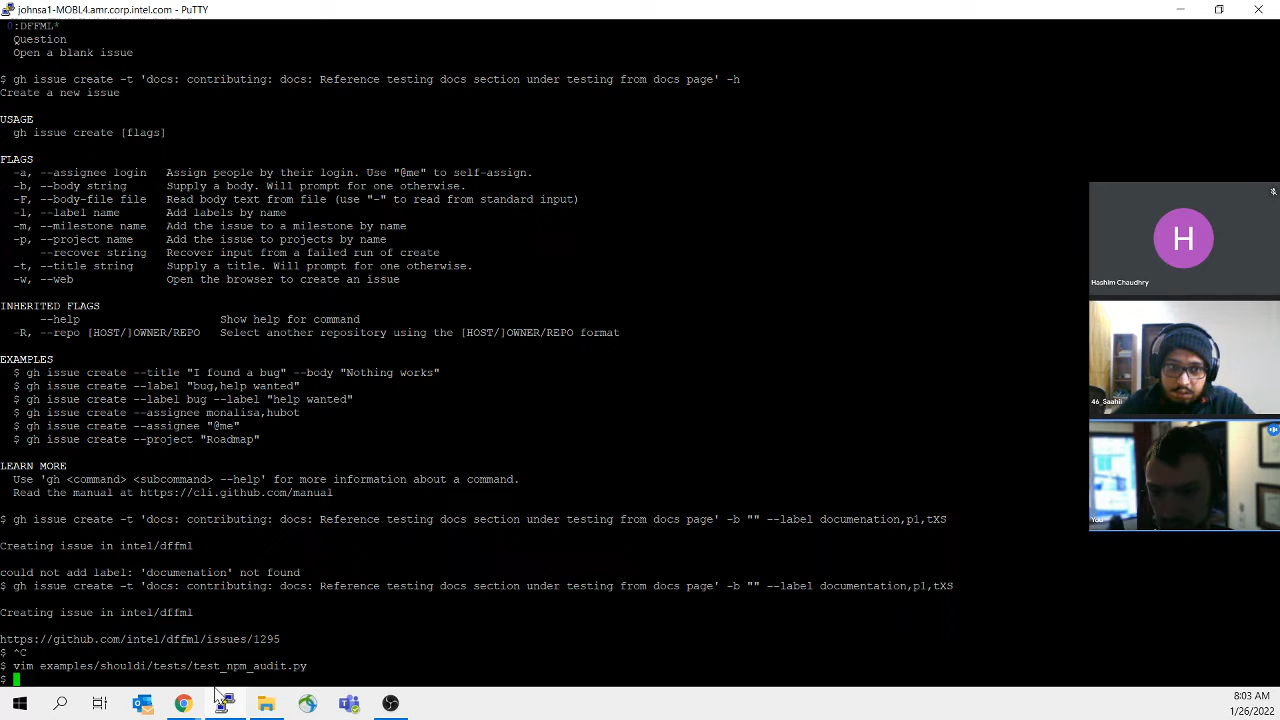 johnsa1-MOBL4.amr.corp.intel.com - PuTTY
0:DFFML*
Question
Open a blank issue
$ gh issue create -t 'docs: contributing: docs: Reference testing docs section under testing from docs page' -h
Create a new issue
USAGE
gh issue create [flags]
FLAGS
-a, --assignee login   Assign people by their login. Use "@me" to self-assign.
-b, --body string      Supply a body. Will prompt for one otherwise.
-F, --body-file file   Read body text from file (use "-" to read from standard input)
-l, --label name       Add labels by name
-m, --milestone name   Add the issue to a milestone by name
-p, --project name     Add the issue to projects by name
--recover string   Recover input from a failed run of create
-t, --title string     Supply a title. Will prompt for one otherwise.
-w, --web              Open the browser to create an issue
INHERITED FLAGS
--help                     Show help for command
-R, --repo [HOST/]OWNER/REPO   Select another repository using the [HOST/]OWNER/REPO format
EXAMPLES
$ gh issue create --title "I found a bug" --body "Nothing works"
$ gh issue create --label "bug,help wanted"
$ gh issue create --label bug --label "help wanted"
$ gh issue create --assignee monalisa,hubot
$ gh issue create --assignee "@me"
$ gh issue create --project "Roadmap"
LEARN MORE
Use 'gh <command> <subcommand> --help' for more information about a command.
Read the manual at https://cli.github.com/manual
$ gh issue create -t 'docs: contributing: docs: Reference testing docs section under testing from docs page' -b "" --label documenation,p1,tXS
Creating issue in intel/dffml
could not add label: 'documenation' not found
$ gh issue create -t 'docs: contributing: docs: Reference testing docs section under testing from docs page' -b "" --label documentation,p1,tXS
Creating issue in intel/dffml
https://github.com/intel/dffml/issues/1295
$ ^C
$ vim examples/shouldi/tests/test_npm_audit.py
$
H
Hashim Chaudhry
46_Saahil
You
8:03 AM
1/26/2022